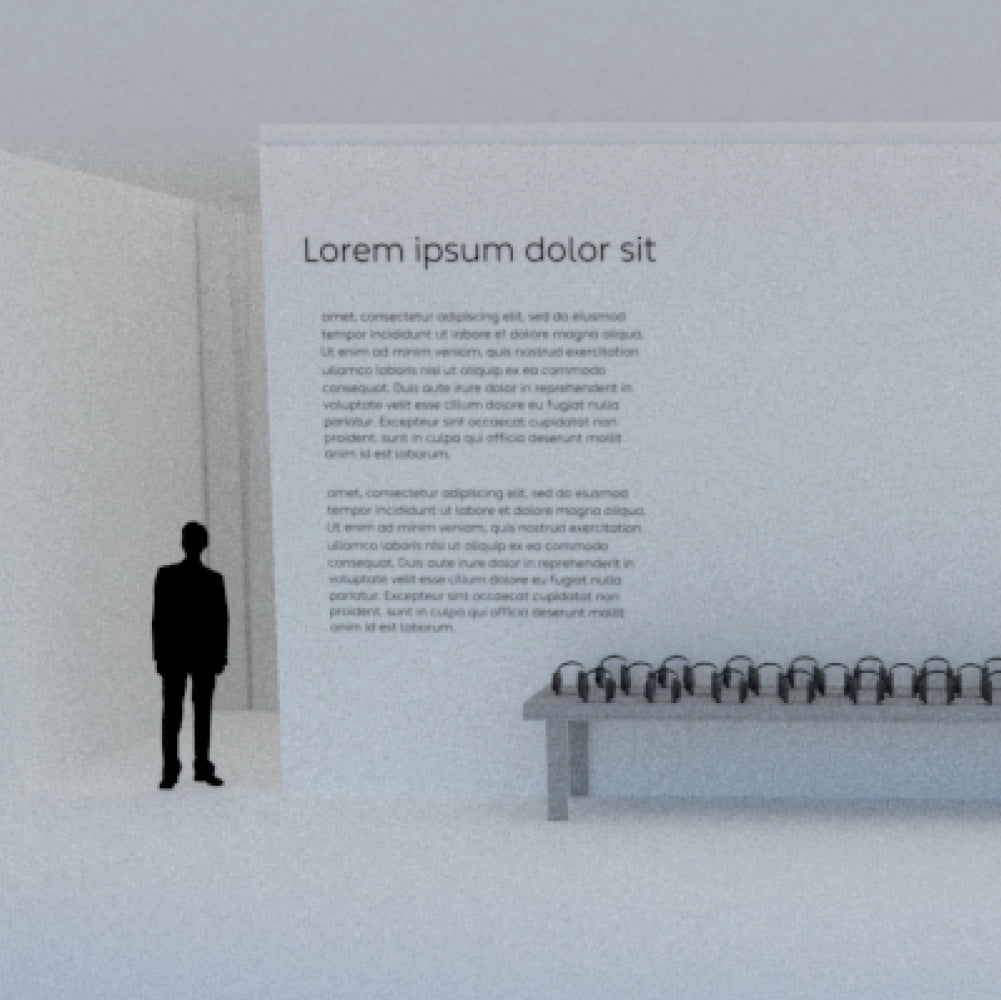 Lorem ipsum dolor sit
amet, consectetur adipiscing elit, sed do eiusmod
tempor incididunt ut labore et dolore magna aliqua.
Ut enim ad minim veniam, quis nostrud exercitation
ullamco laboris nisi ut aliquip ex ea commodo
consequat. Duis aute irure dolor in reprehenderit in
voluptate velit esse cillum dolore eu fugiat nulla
pariatur. Excepteur sint occaecat cupidatat non
proident, sunt in culpa qui officia deserunt mollit
anim id est laborum.
amet, consectetur adipiscing elit, sed do eiusmod
tempor incididunt ut labore et dolore magna aliqua.
Ut enim ad minim veniam, quis nostrud exercitation
ullamco laboris nisi ut aliquip ex ea commodo
consequat. Duis aute irure dolor in reprehenderit in
voluptate velit esse cillum dolore eu fugiat nulla
pariatur. Excepteur sint occaecat cupidatat non
proident, sunt in culpa qui officia deserunt mollit
anim id est laborum.